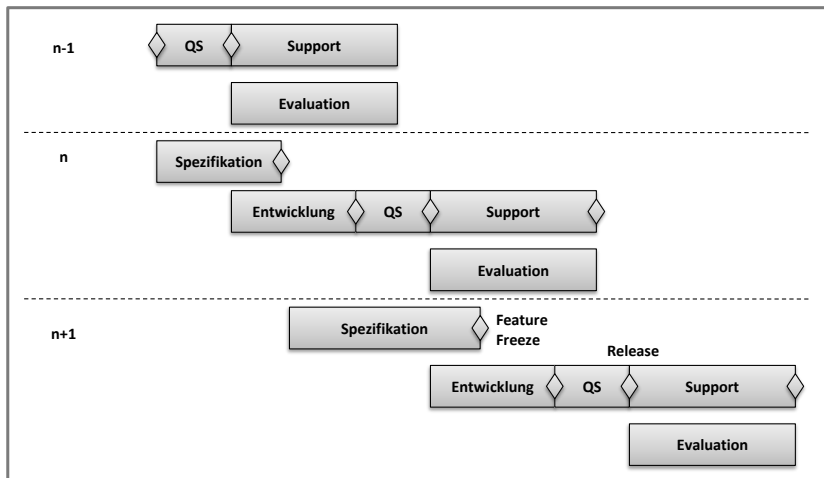 n-1
QS
Support
Evaluation
n
Spezifikation
Entwicklung
QS
Support
Evaluation
n+1
Spezifikation
Feature
Freeze
Release
Entwicklung
QS
Support
Evaluation